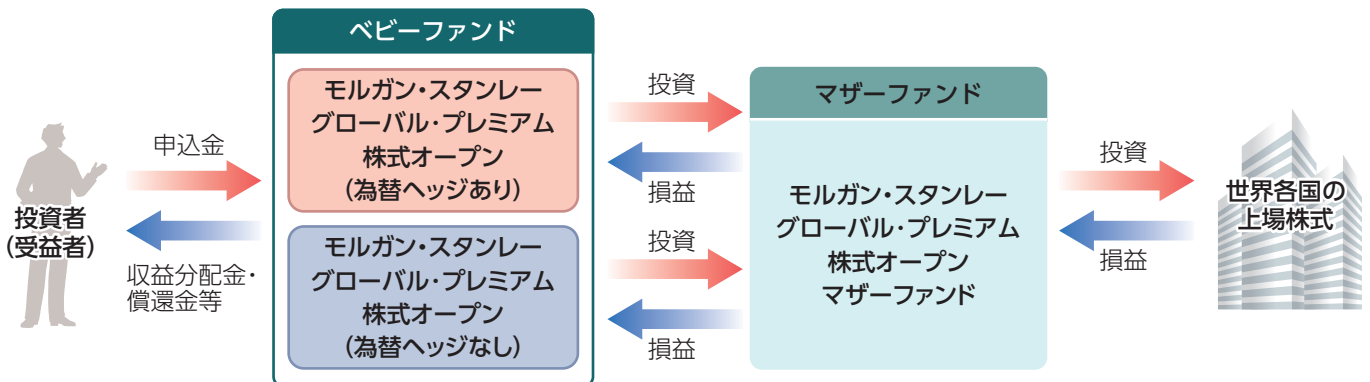 ベビーファンド
モルガン・スタンレー
グローバル・プレミアム
株式オープン
(為替ヘッジあり)
モルガン・スタンレー
グローバル・プレミアム
株式オープン
(為替ヘッジなし)
申込金
投資者
(受益者)
収益分配金・
償還金等
投資
損益
投資
損益
マザーファンド
モルガン・スタンレー
グローバル・プレミアム
株式オープン
マザーファンド
投資
損益
世界各国の
上場株式